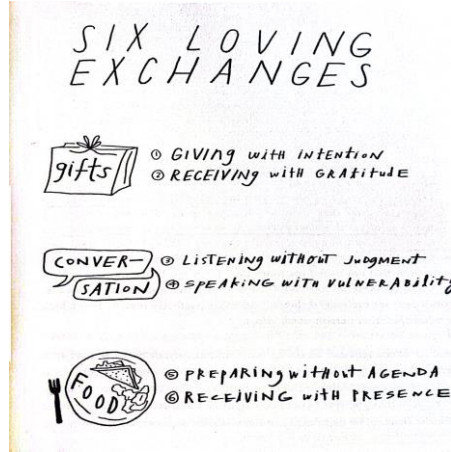 SIX LOVING
EXCHANGES
gifts
① GIVING with INTENTION
② RECEIVING with GRAtitudE
CONVER-
SATION
③ LISTENING without JUDGMENT
④ SPEAKING with VULNERAbility
FOOD
⑤ PREPARING without AGENDA
⑥ RECEIVING with PRESENCE